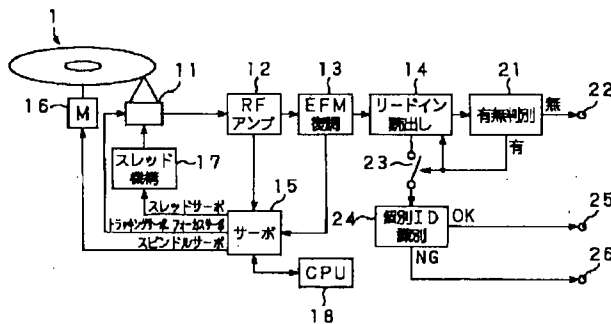 1
11
12
13
14
21
22
16
M
RF
アンプ
EFM
復調
リードイン
読出し
有無判別
無
有
23
スレッド
機構
17
15
スレッドサーボ
トラッキングサーボ フォーカスサーボ
スピンドルサーボ
サーボ
24
個別ID
識別
OK
25
NG
26
CPU
18